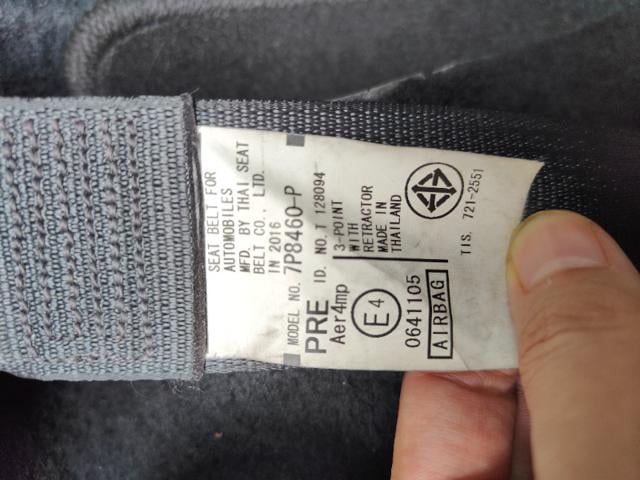 SEAT BELT FOR
AUTOMOBILES
MFD. BY THAI SEAT
BELT CO., LTD.
IN 2016
MODEL NO. 7P8460-P
PRE ID. NO. T 128094
Aer4mp
3-POINT
WITH
RETRACTOR
MADE IN
THAILAND
E4
0641105
AIRBAG
TIS. 721-2551